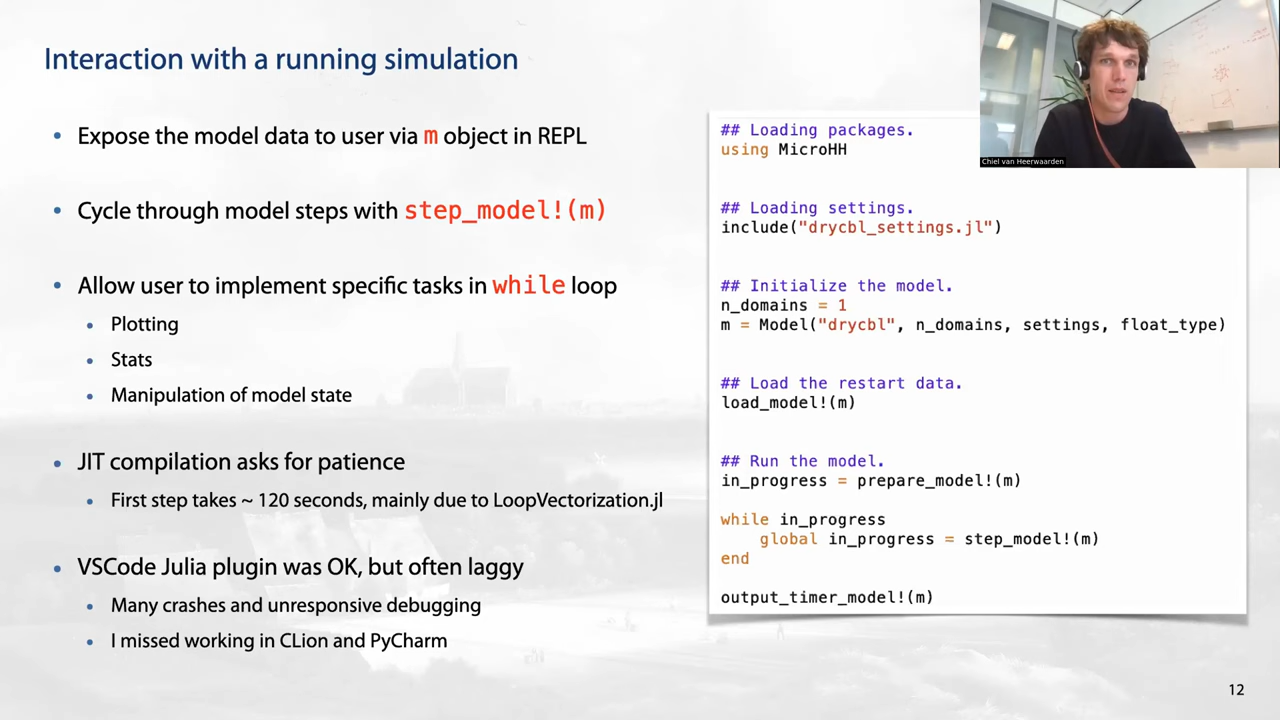 Interaction with a running simulation
• Expose the model data to user via m object in REPL
• Cycle through model steps with step_model!(m)
• Allow user to implement specific tasks in while loop
• Plotting
• Stats
• Manipulation of model state
• JIT compilation asks for patience
• First step takes ~ 120 seconds, mainly due to LoopVectorization.jl
• VSCode Julia plugin was OK, but often laggy
• Many crashes and unresponsive debugging
• I missed working in CLion and PyCharm
## Loading packages.
using MicroHH
## Loading settings.
include("drycbl_settings.jl")
## Initialize the model.
n_domains = 1
m = Model("drycbl", n_domains, settings, float_type)
## Load the restart data.
load_model!(m)
## Run the model.
in_progress = prepare_model!(m)
while in_progress
    global in_progress = step_model!(m)
end
output_timer_model!(m)
Chiel van Heerwaarden
12